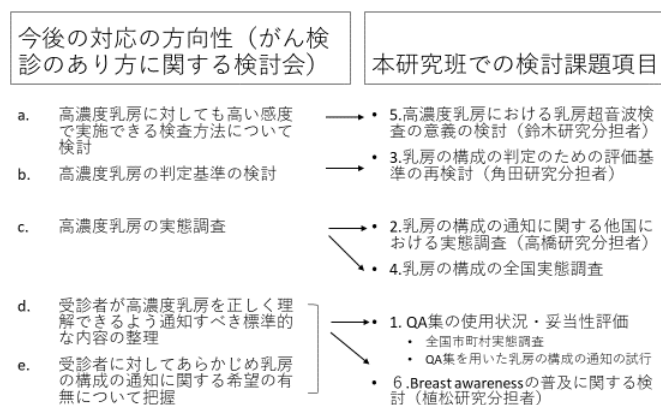 今後の対応の方向性（がん検
診のあり方に関する検討会）
a. 高濃度乳房に対しても高い感度
で実施できる検査方法について
検討
b. 高濃度乳房の判定基準の検討
c. 高濃度乳房の実態調査
d. 受診者が高濃度乳房を正しく理
解できるよう通知すべき標準的
な内容の整理
e. 受診者に対してあらかじめ乳房
の構成の通知に関する希望の有
無について把握
本研究班での検討課題項目
• 5.高濃度乳房における乳房超音波検
査の意義の検討（鈴木研究分担者）
• 3.乳房の構成の判定のための評価基
準の再検討（角田研究分担者）
• 2.乳房の構成の通知に関する他国に
おける実態調査（高橋研究分担者）
• 4.乳房の構成の全国実態調査
• 1. QA集の使用状況・妥当性評価
• 全国市町村実態調査
• QA集を用いた乳房の構成の通知の試行
• ６.Breast awarenessの普及に関する検
討（植松研究分担者）